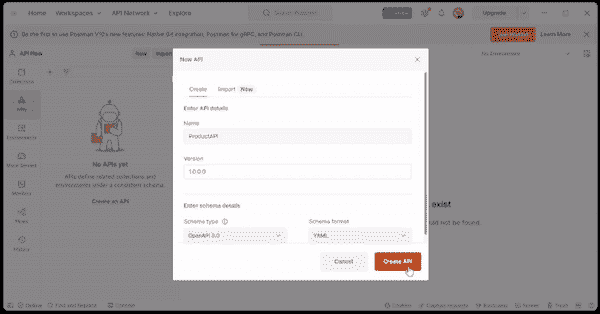 Home Workspaces API Network Explore
Search Postman
Upgrade
Be the first to use Postman V10's new features: Native Git integration, Postman for gRPC, and Postman CLI.
Learn More
API New
New Import
No Environment
New API
Create Import New
Enter API details
Name
ProductAPI
Version
1.0.0.0
Enter schema details
Schema type Schema format
OpenAPI 3.0 YAML
Cancel Create API
APIs
No APIs yet
APIs define related collections and
environments under a consistent schema.
Create an API
exist
could not be found.
Environments
Mock Servers
Monitors
Flows
History
Online Find and Replace Console
Cookies Capture requests Bootcamp Runner Trash